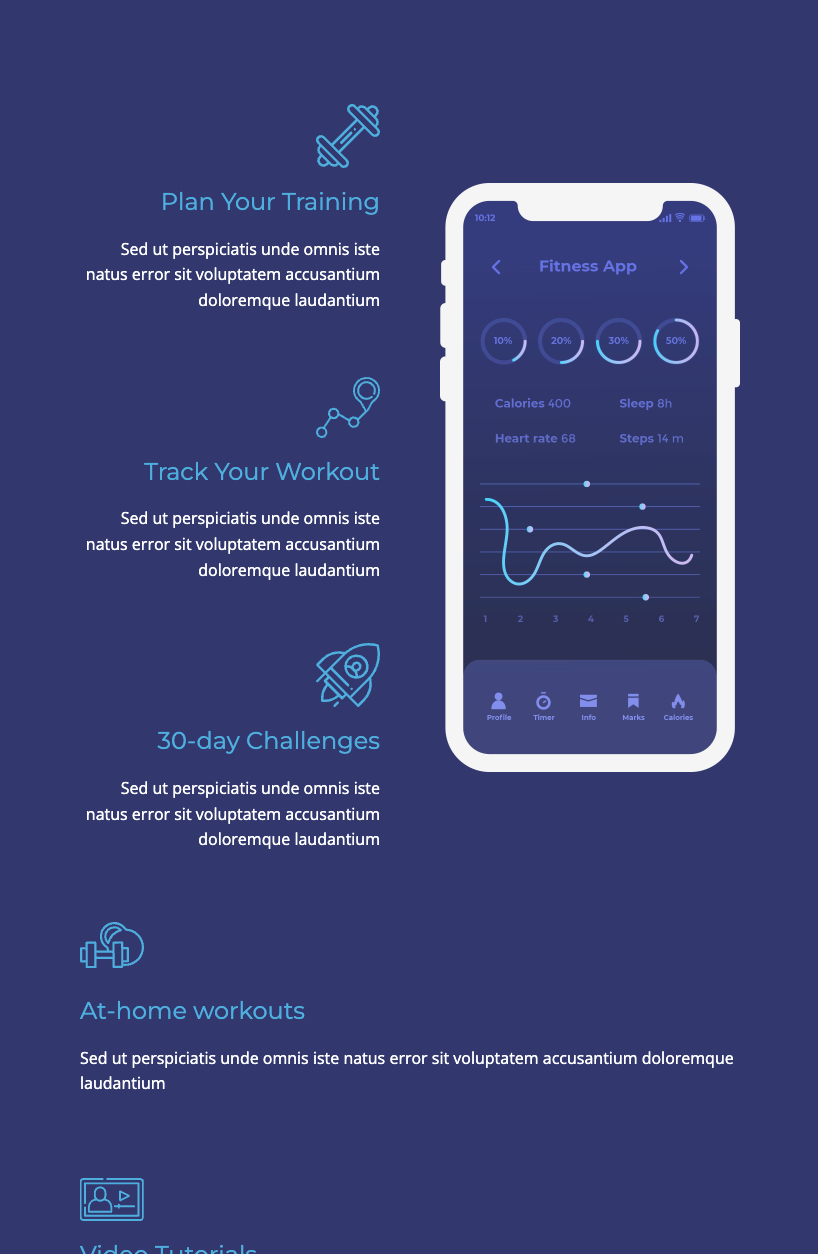 Plan Your Training
Sed ut perspiciatis unde omnis iste
natus error sit voluptatem accusantium
doloremque laudantium
Track Your Workout
Sed ut perspiciatis unde omnis iste
natus error sit voluptatem accusantium
doloremque laudantium
30-day Challenges
Sed ut perspiciatis unde omnis iste
natus error sit voluptatem accusantium
doloremque laudantium
10:12
Fitness App
10% 20% 30% 50%
Calories 400 Sleep 8h
Heart rate 68 Steps 14 m
1 2 3 4 5 6 7
Profile Timer Info Marks Calories
At-home workouts
Sed ut perspiciatis unde omnis iste natus error sit voluptatem accusantium doloremque
laudantium
Video Tutorials